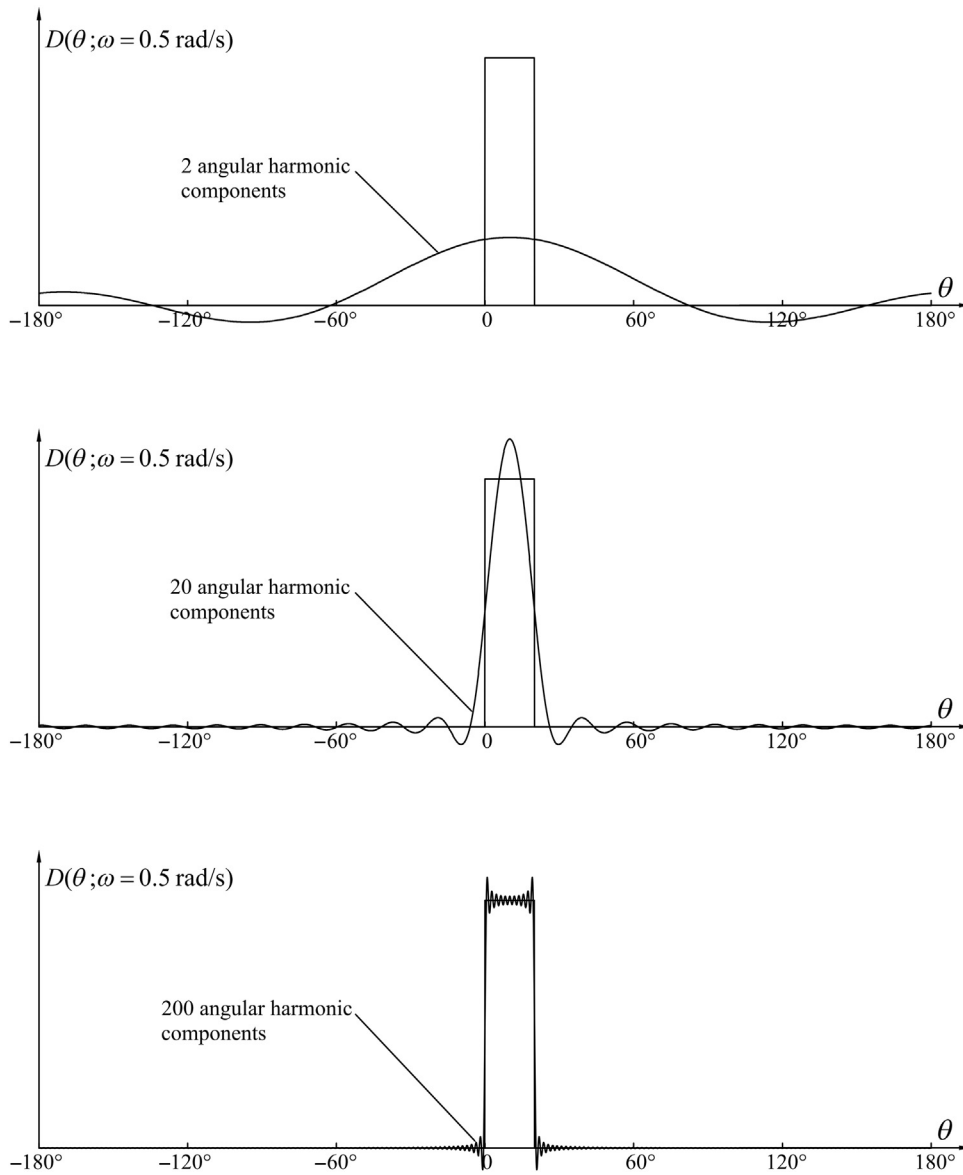 D(θ;ω = 0.5 rad/s)
2 angular harmonic
components
θ
−180° −120° −60° 0 60° 120° 180°
D(θ;ω = 0.5 rad/s)
20 angular harmonic
components
θ
−180° −120° −60° 0 60° 120° 180°
D(θ;ω = 0.5 rad/s)
200 angular harmonic
components
θ
−180° −120° −60° 0 60° 120° 180°